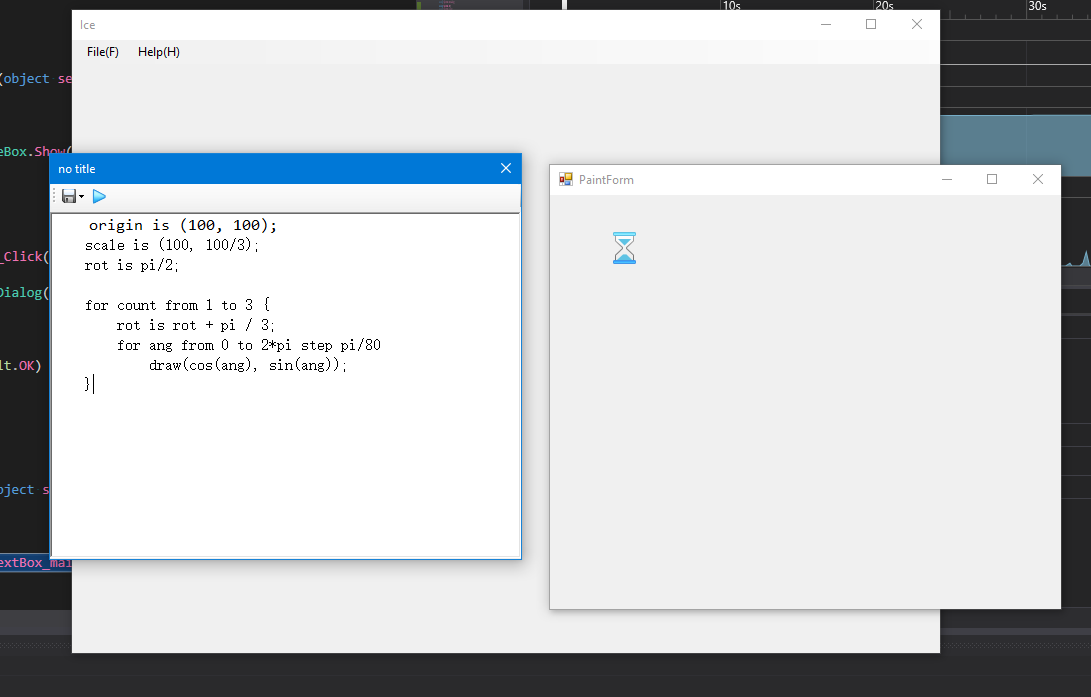 10s
20s
30s
Ice
File(F) Help(H)
(object se
eBox.Show(
no title
PaintForm
origin is (100, 100);
scale is (100, 100/3);
rot is pi/2;
_Click(
Dialog(
for count from 1 to 3 {
rot is rot + pi / 3;
for ang from 0 to 2*pi step pi/80
lt.OK)
draw(cos(ang), sin(ang));
}
bject s
extBox_mai